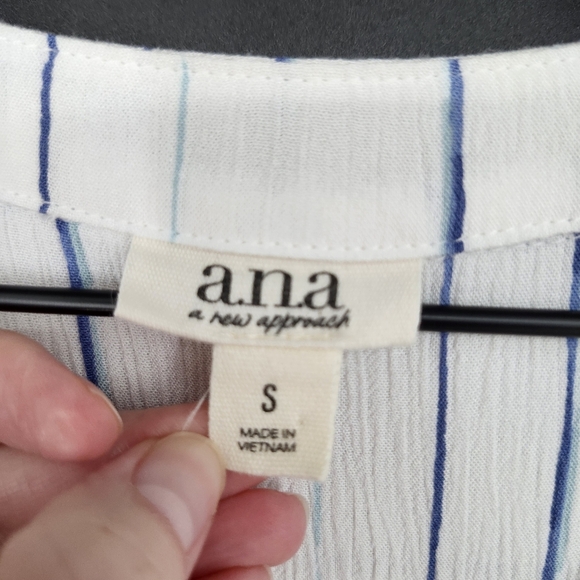 a.n.a
a new approach
S
MADE IN
VIETNAM